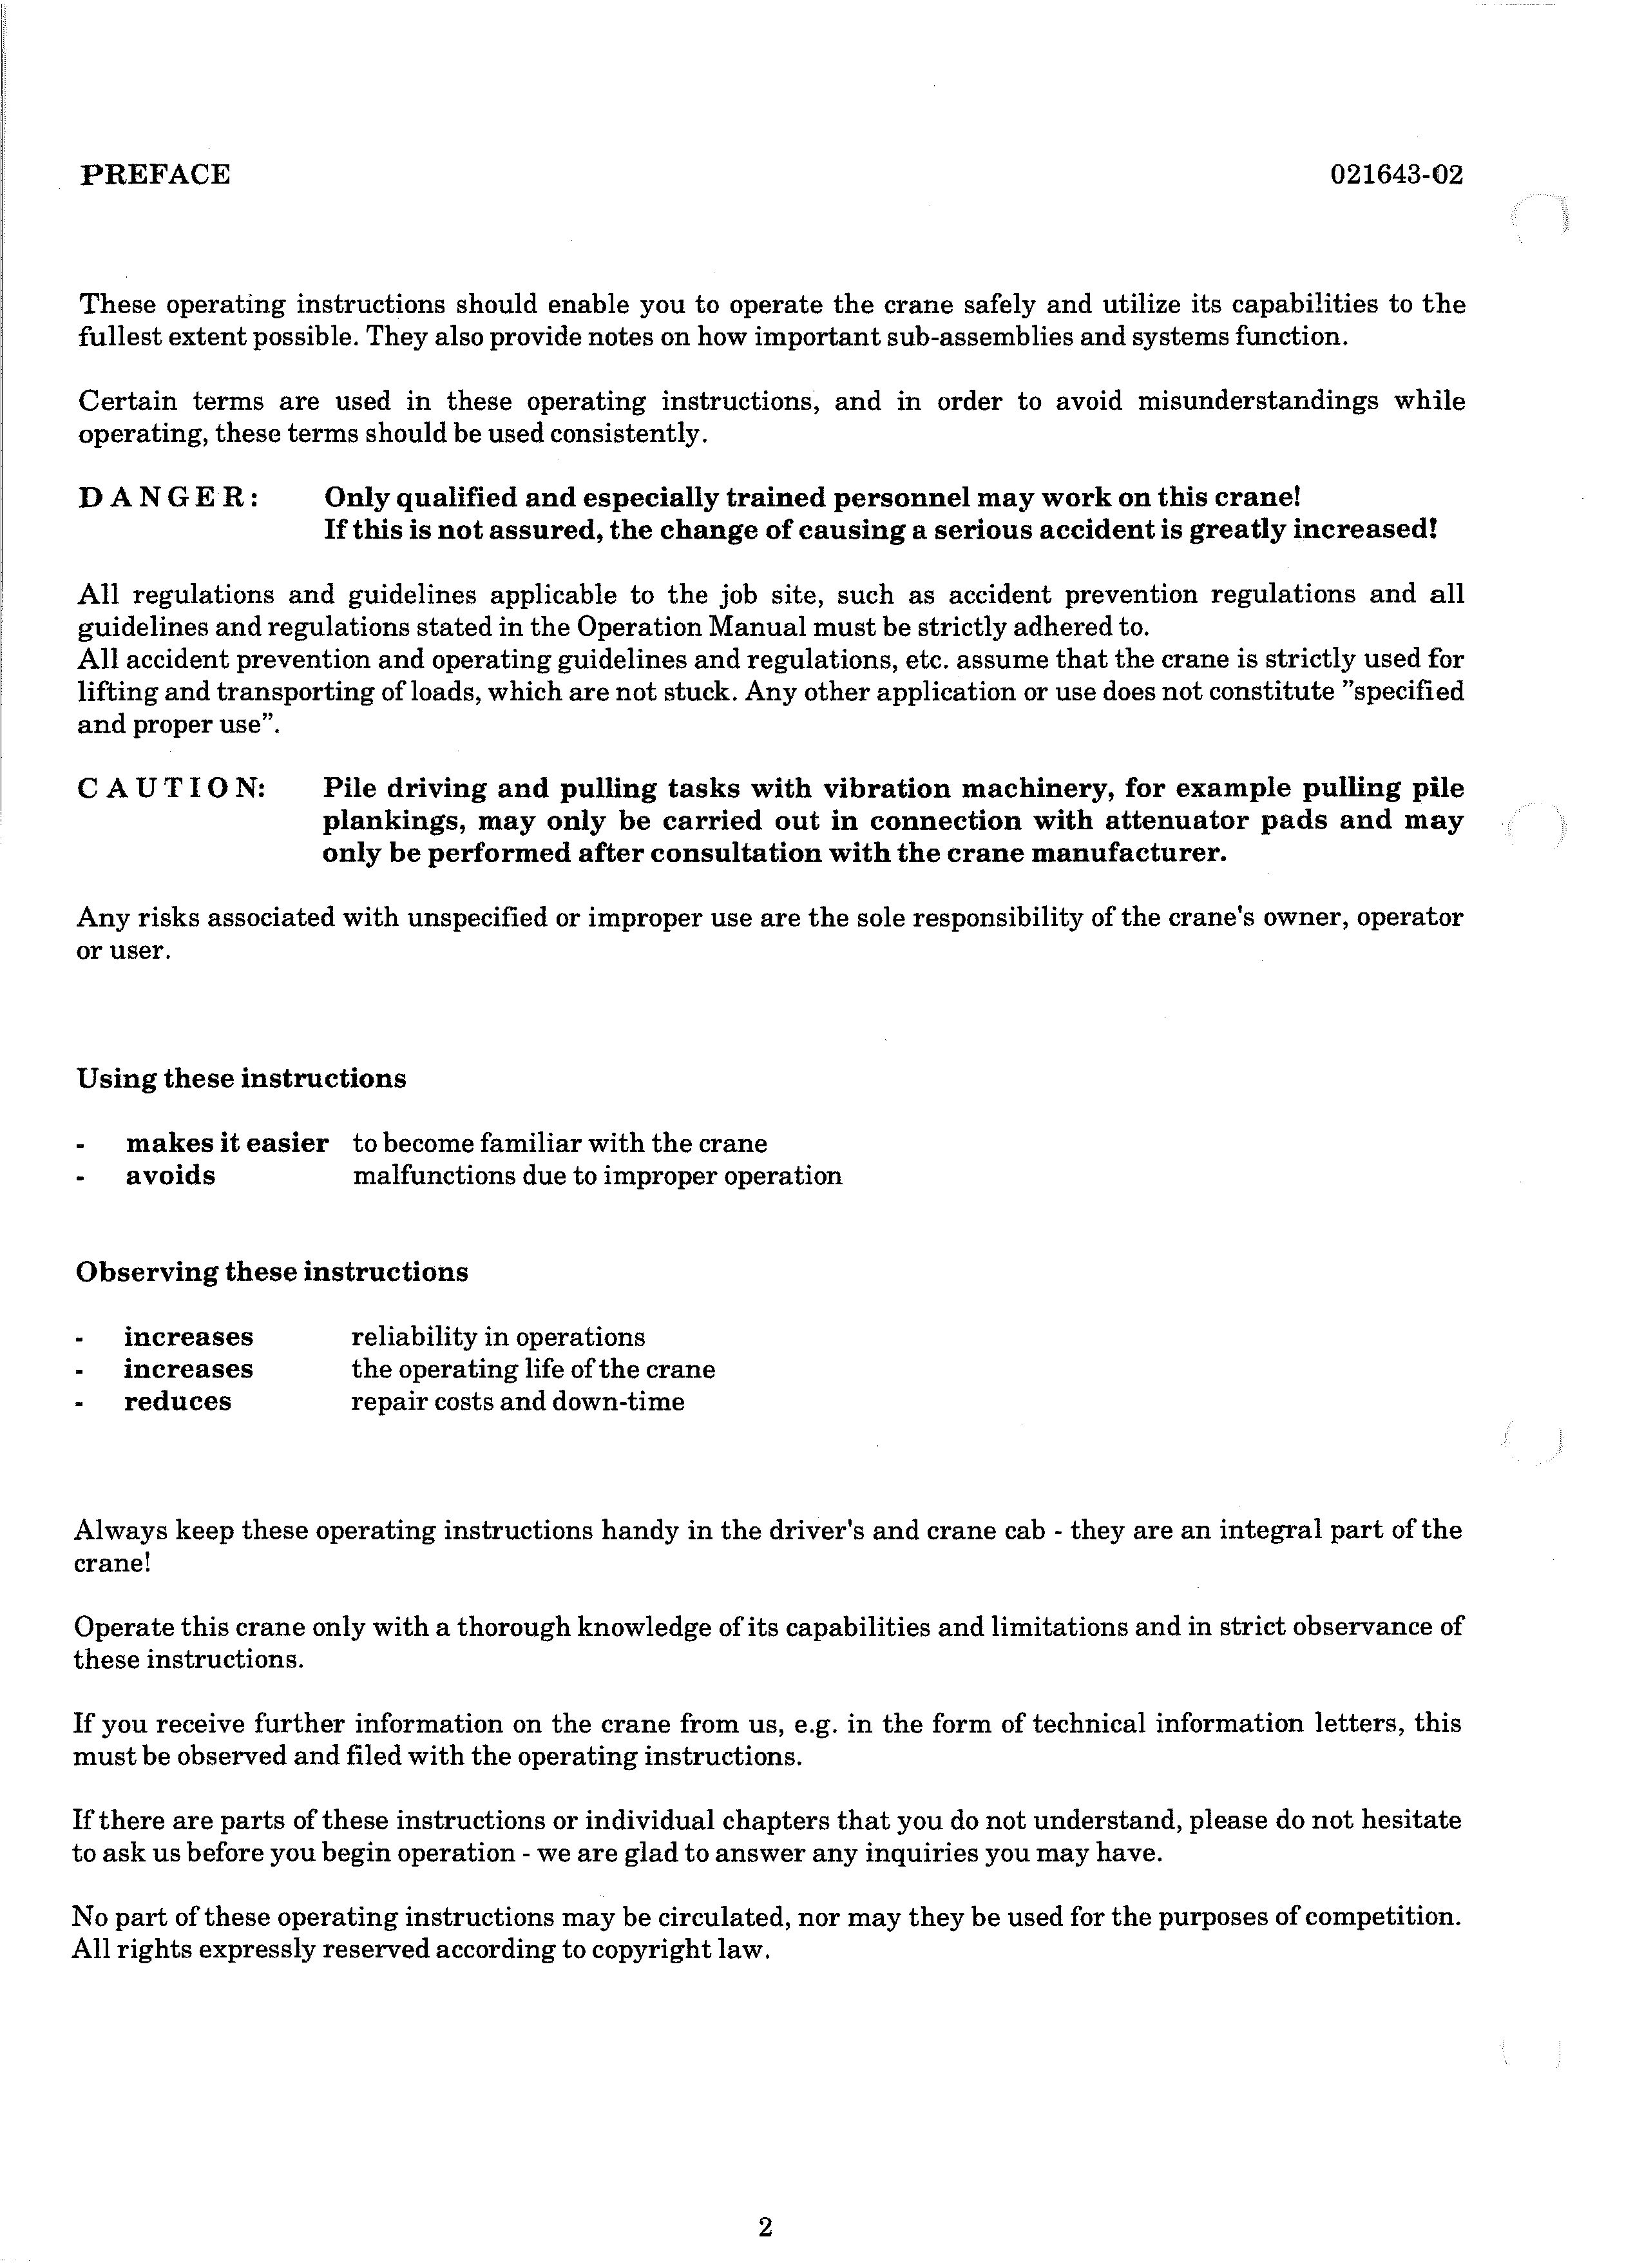 PREFACE 021643-02
These operating instructions should enable you to operate the crane safely and utilize its capabilities to the
fullest extent possible. They also provide notes on how important sub-assemblies and systems function.
Certain terms are used in these operating instructions, and in order to avoid misunderstandings while
operating, these terms should be used consistently.
D A N G E R : Only qualified and especially trained personnel may work on this crane!
If this is not assured, the change of causing a serious accident is greatly increased!
All regulations and guidelines applicable to the job site, such as accident prevention regulations and all
guidelines and regulations stated in the Operation Manual must be strictly adhered to.
All accident prevention and operating guidelines and regulations, etc. assume that the crane is strictly used for
lifting and transporting of loads, which are not stuck. Any other application or use does not constitute ”specified
and proper use”.
C A U T I O N: Pile driving and pulling tasks with vibration machinery, for example pulling pile
plankings, may only be carried out in connection with attenuator pads and may
only be performed after consultation with the crane manufacturer.
Any risks associated with unspecified or improper use are the sole responsibility of the crane's owner, operator
or user.
Using these instructions
- makes it easier to become familiar with the crane
- avoids malfunctions due to improper operation
Observing these instructions
- increases reliability in operations
- increases the operating life of the crane
- reduces repair costs and down-time
Always keep these operating instructions handy in the driver's and crane cab - they are an integral part of the
crane!
Operate this crane only with a thorough knowledge of its capabilities and limitations and in strict observance of
these instructions.
If you receive further information on the crane from us, e.g. in the form of technical information letters, this
must be observed and filed with the operating instructions.
If there are parts of these instructions or individual chapters that you do not understand, please do not hesitate
to ask us before you begin operation - we are glad to answer any inquiries you may have.
No part of these operating instructions may be circulated, nor may they be used for the purposes of competition.
All rights expressly reserved according to copyright law.
2